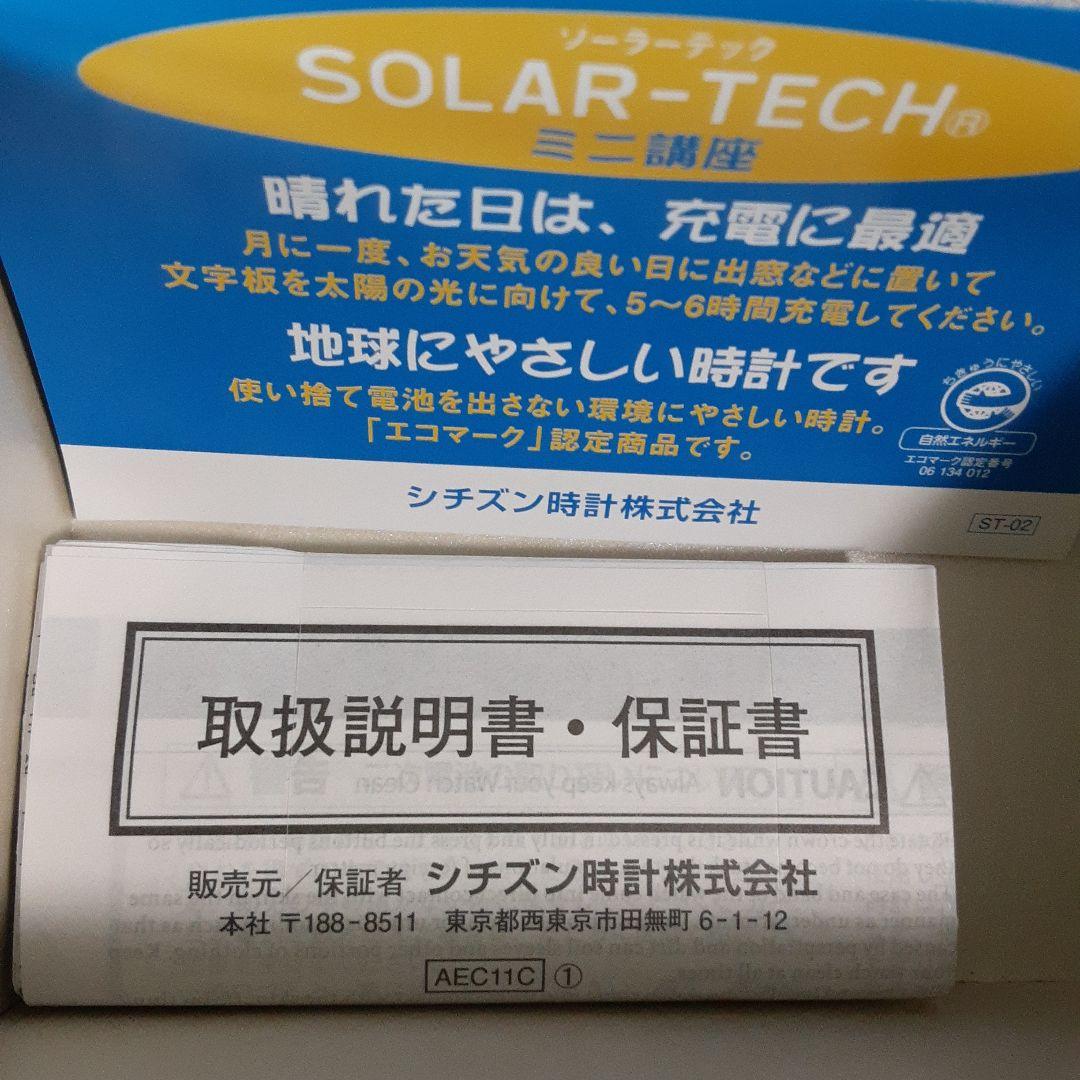 ソーラーテック
SOLAR-TECH®
ミニ講座
晴れた日は、充電に最適
月に一度、お天気の良い日に出窓などに置いて
文字板を太陽の光に向けて、5～6時間充電してください。
地球にやさしい時計です
使い捨て電池を出さない環境にやさしい時計。
「エコマーク」認定商品です。
ちきゅうにやさしい
自然エネルギー
エコマーク認定番号
06 134 012
シチズン時計株式会社
ST-02
取扱説明書・保証書
CAUTION Always keep your Watch Clean
販売元／保証者 シチズン時計株式会社
本社 〒188-8511 東京都西東京市田無町 6-1-12
AEC11C ①